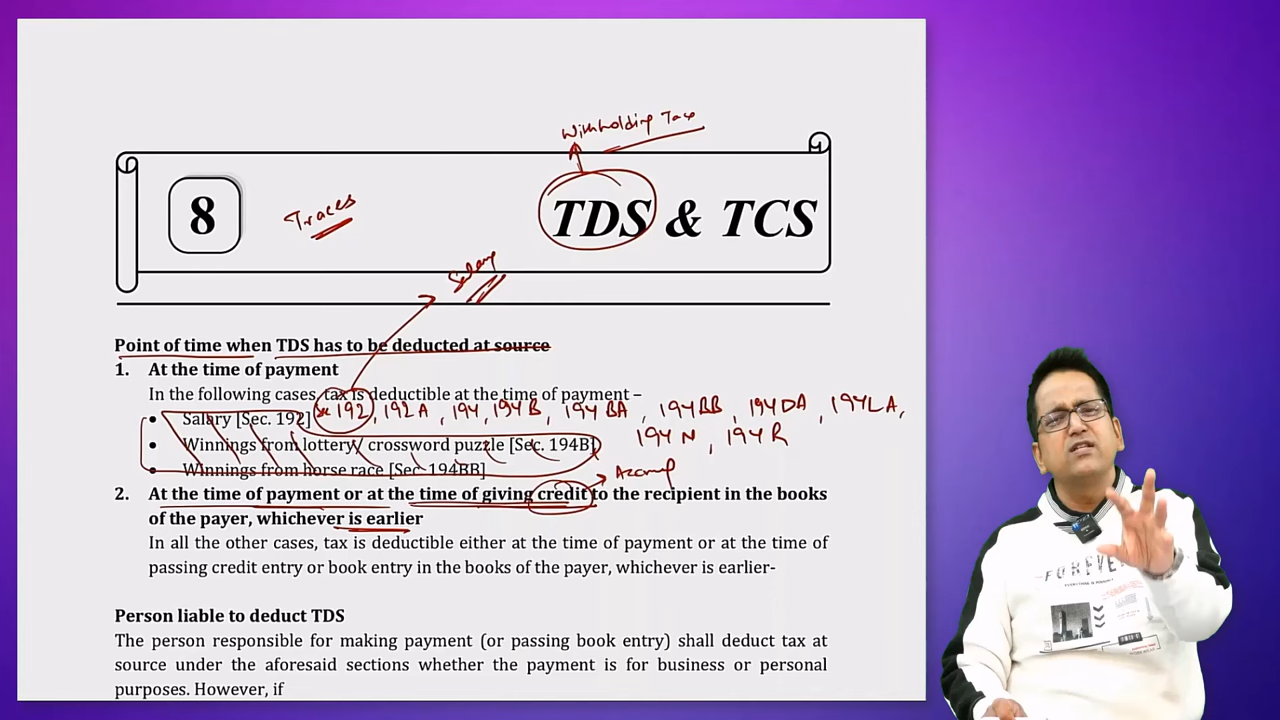 Withholding Tax
8
Traces
TDS & TCS
Salary
Point of time when TDS has to be deducted at source
1. At the time of payment
In the following cases, tax is deductible at the time of payment –
• Salary [Sec. 192] Sec 192, 192A, 194, 194B, 194BA, 194BB, 194DA, 194LA,
• Winnings from lottery/ crossword puzzle [Sec. 194B] 194N, 194R
• Winnings from horse race [Sec 194BB]
2. At the time of payment or at the time of giving credit to the recipient in the books
of the payer, whichever is earlier
In all the other cases, tax is deductible either at the time of payment or at the time of
passing credit entry or book entry in the books of the payer, whichever is earlier-
Person liable to deduct TDS
The person responsible for making payment (or passing book entry) shall deduct tax at
source under the aforesaid sections whether the payment is for business or personal
purposes. However, if
FOREVER